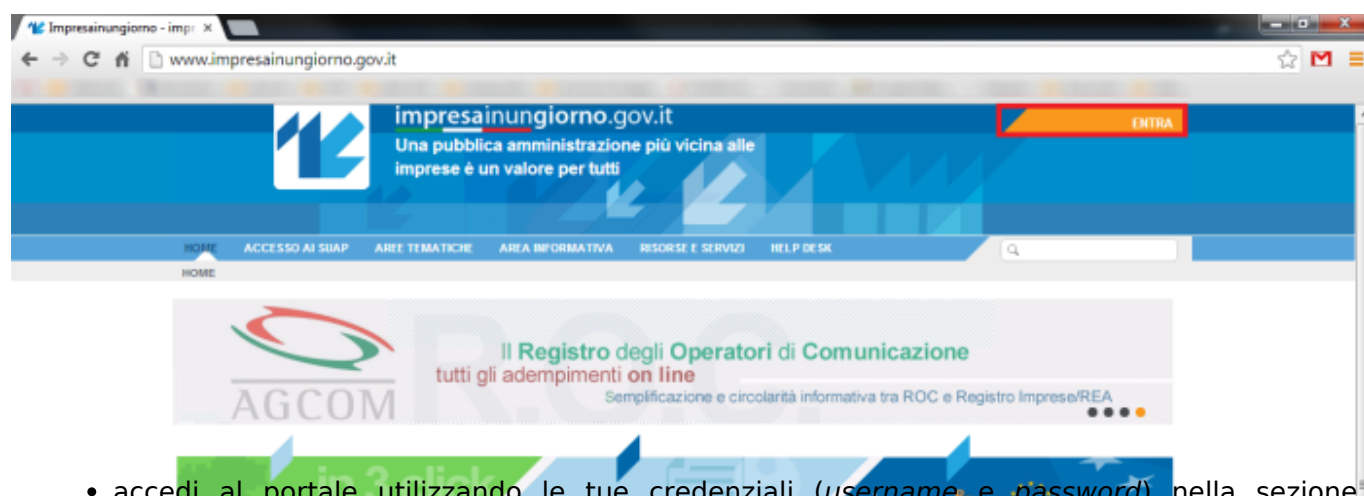 Impresainungiorno - impr
www.impresainungiorno.gov.it
impresainungiorno.gov.it
ENTRA
Una pubblica amministrazione più vicina alle
imprese è un valore per tutti
HOME ACCESSO AI SUAP AREE TEMATICHE AREA INFORMATIVA RISORSE E SERVIZI HELP DESK
HOME
R.O.C.
AGCOM
Il Registro degli Operatori di Comunicazione
tutti gli adempimenti on line
Semplificazione e circolarità informativa tra ROC e Registro Imprese/REA
in 3 click
• accedi al portale utilizzando le tue credenziali (username e password) nella sezione